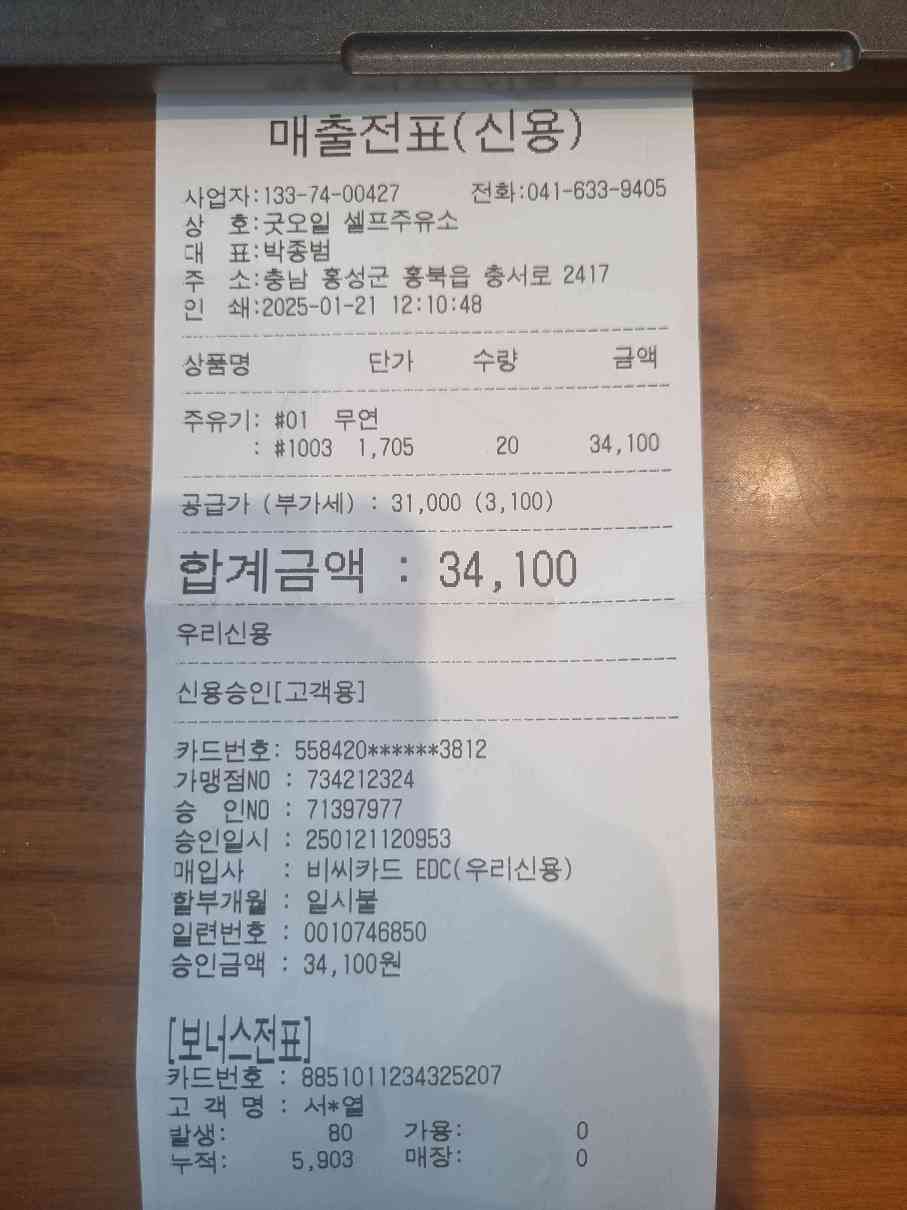 매출전표(신용)
사업자:133-74-00427 전화:041-633-9405
상 호:굿오일 셀프주유소
대 표:박종범
주 소:충남 홍성군 홍북읍 충서로 2417
인 쇄:2025-01-21 12:10:48
상품명 단가 수량 금액
주유기: #01 무연
: #1003 1,705 20 34,100
공급가 (부가세) : 31,000 (3,100)
합계금액 : 34,100
우리신용
신용승인[고객용]
카드번호: 558420******3812
가맹점NO : 734212324
승 인NO : 71397977
승인일시 : 250121120953
매입사 : 비씨카드 EDC(우리신용)
할부개월 : 일시불
일련번호 : 0010746850
승인금액 : 34,100원
[보너스전표]
카드번호 : 8851011234325207
고 객 명 : 서*열
발생: 80 가용: 0
누적: 5,903 매장: 0